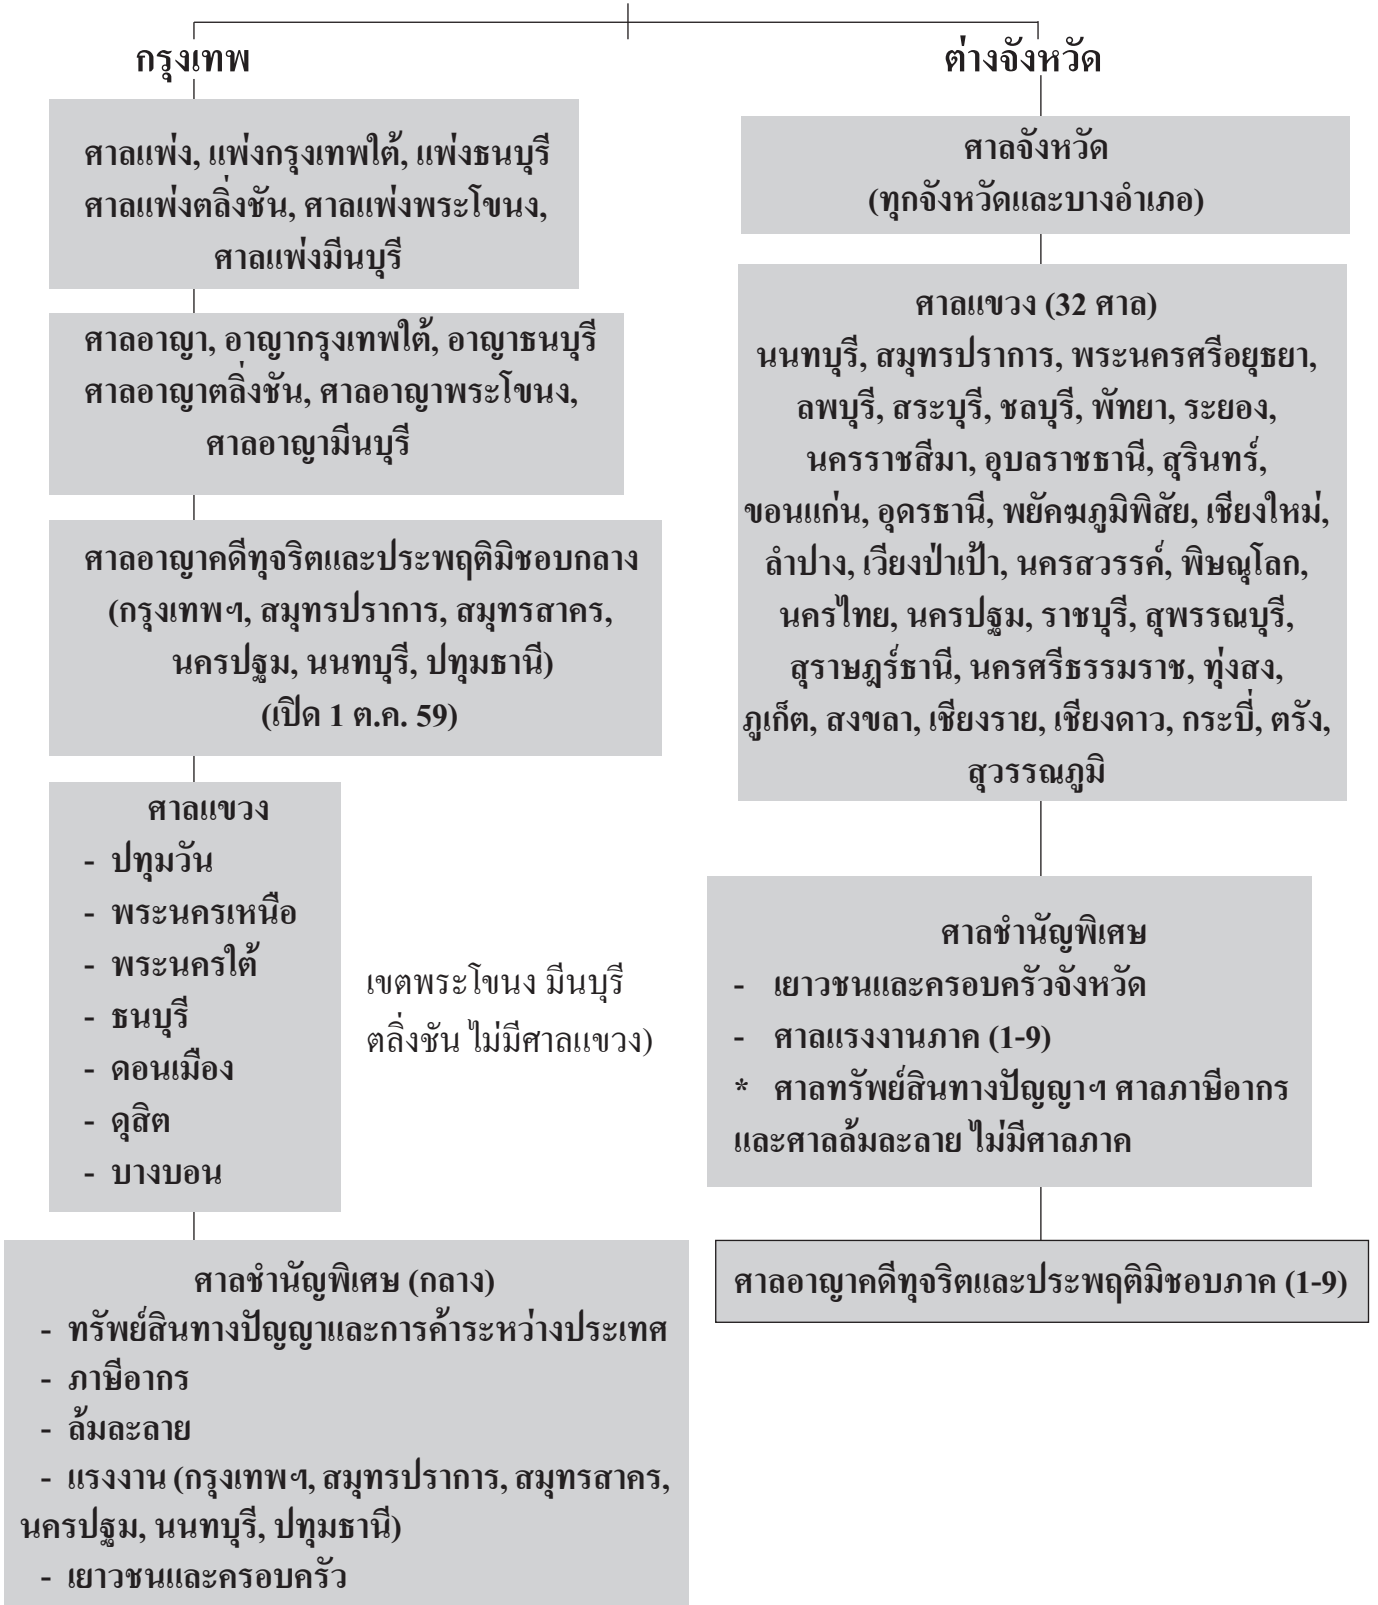 กรุงเทพ
ศาลแพ่ง, แพ่งกรุงเทพใต้, แพ่งธนบุรี
ศาลแพ่งตลิ่งชัน, ศาลแพ่งพระโขนง,
ศาลแพ่งมีนบุรี
ศาลอาญา, อาญากรุงเทพใต้, อาญาธนบุรี
ศาลอาญาตลิ่งชัน, ศาลอาญาพระโขนง,
ศาลอาญามีนบุรี
ศาลอาญาคดีทุจริตและประพฤติมิชอบกลาง
(กรุงเทพฯ, สมุทรปราการ, สมุทรสาคร,
นครปฐม, นนทบุรี, ปทุมธานี)
(เปิด 1 ต.ค. 59)
ศาลแขวง
- ปทุมวัน
- พระนครเหนือ
- พระนครใต้
- ธนบุรี
- ดอนเมือง
- ดุสิต
- บางบอน
เขตพระโขนง มีนบุรี
ตลิ่งชัน ไม่มีศาลแขวง)
ศาลชำนัญพิเศษ (กลาง)
- ทรัพย์สินทางปัญญาและการค้าระหว่างประเทศ
- ภาษีอากร
- ล้มละลาย
- แรงงาน (กรุงเทพฯ, สมุทรปราการ, สมุทรสาคร,
นครปฐม, นนทบุรี, ปทุมธานี)
- เยาวชนและครอบครัว
ต่างจังหวัด
ศาลจังหวัด
(ทุกจังหวัดและบางอำเภอ)
ศาลแขวง (32 ศาล)
นนทบุรี, สมุทรปราการ, พระนครศรีอยุธยา,
ลพบุรี, สระบุรี, ชลบุรี, พัทยา, ระยอง,
นครราชสีมา, อุบลราชธานี, สุรินทร์,
ขอนแก่น, อุดรธานี, พยัคฆภูมิพิสัย, เชียงใหม่,
ลำปาง, เวียงป่าเป้า, นครสวรรค์, พิษณุโลก,
นครไทย, นครปฐม, ราชบุรี, สุพรรณบุรี,
สุราษฎร์ธานี, นครศรีธรรมราช, ทุ่งสง,
ภูเก็ต, สงขลา, เชียงราย, เชียงดาว, กระบี่, ตรัง,
สุวรรณภูมิ
ศาลชำนัญพิเศษ
- เยาวชนและครอบครัวจังหวัด
- ศาลแรงงานภาค (1-9)
* ศาลทรัพย์สินทางปัญญาฯ ศาลภาษีอากร
และศาลล้มละลาย ไม่มีศาลภาค
ศาลอาญาคดีทุจริตและประพฤติมิชอบภาค (1-9)